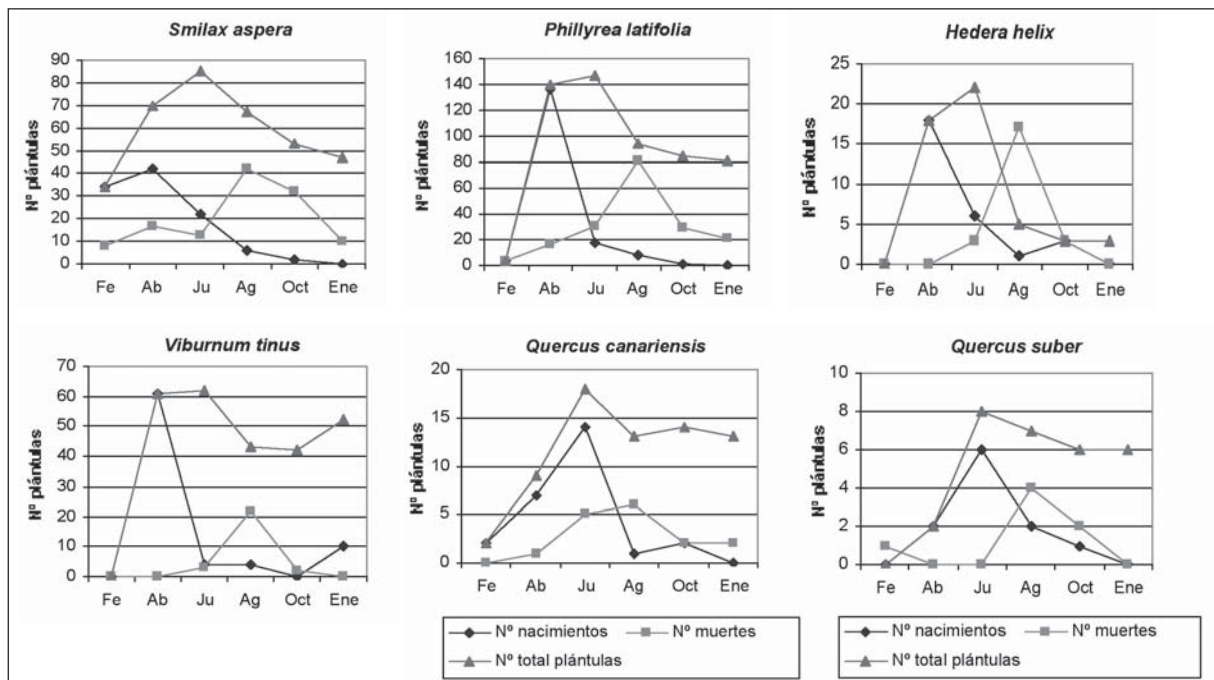 Smilax aspera
Nº plántulas
90
80
70
60
50
40
30
20
10
0
Fe Ab Ju Ag Oct Ene
Phillyrea latifolia
Nº plántulas
160
140
120
100
80
60
40
20
0
Fe Ab Ju Ag Oct Ene
Hedera helix
Nº plántulas
25
20
15
10
5
0
Fe Ab Ju Ag Oct Ene
Viburnum tinus
Nº plántulas
70
60
50
40
30
20
10
0
Fe Ab Ju Ag Oct Ene
Quercus canariensis
Nº plántulas
20
15
10
5
0
Fe Ab Ju Ag Oct Ene
Nº nacimientos Nº muertes
Nº total plántulas
Quercus suber
Nº plántulas
10
8
6
4
2
0
Fe Ab Ju Ag Oct Ene
Nº nacimientos Nº muertes
Nº total plántulas